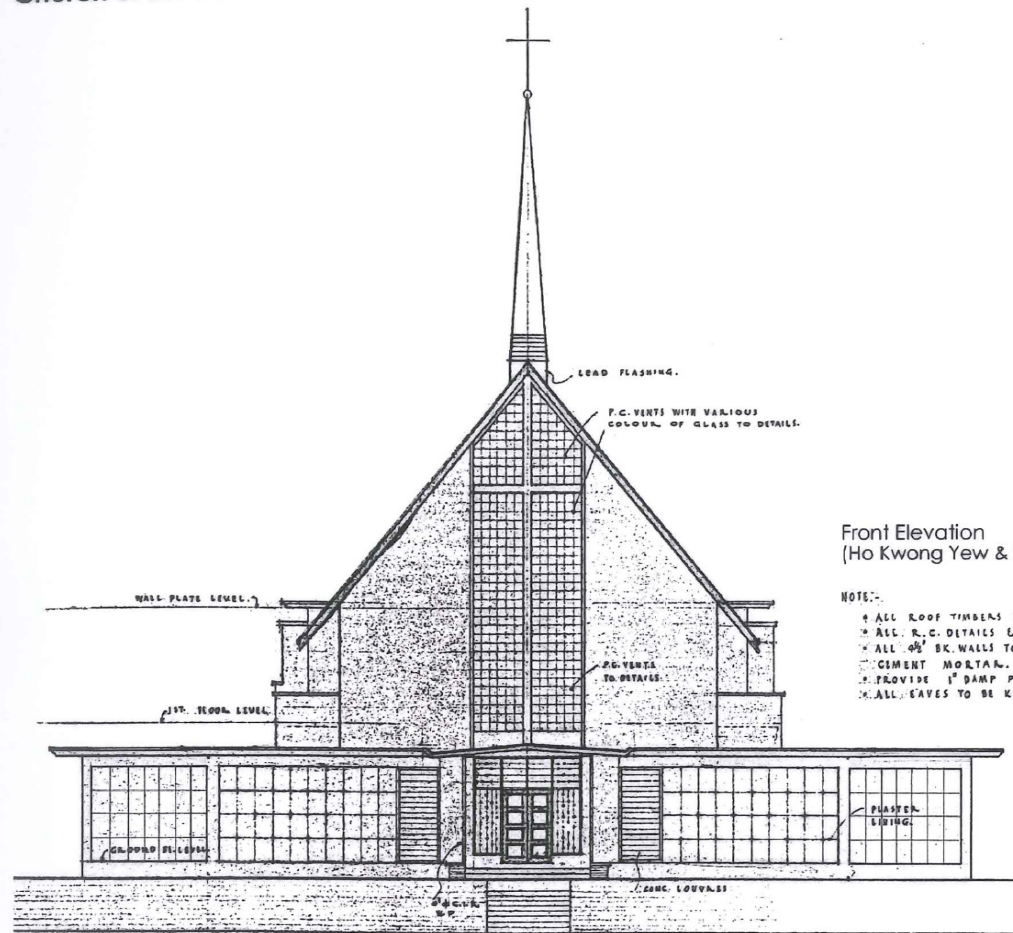 Church
LEAD FLASHING.
P.C. VENTS WITH VARIOUS
COLOUR OF GLASS TO DETAILS.
Front Elevation
(Ho Kwong Yew &
WALL PLATE LEVEL.
NOTE:-
ALL ROOF TIMBERS
ALL R.C. DETAILS
ALL 4½" BK. WALLS TO
CEMENT MORTAR.
PROVIDE 1" DAMP P
ALL EAVES TO BE K
P.C. VENTS
TO DETAILS.
1ST. FLOOR LEVEL
PLASTER
LINING.
GROUND FL. LEVEL
CONC. LOUVRES